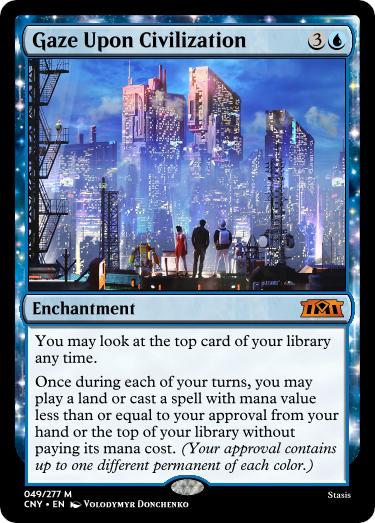 Gaze Upon Civilization 3
Enchantment
You may look at the top card of your library
any time.
Once during each of your turns, you may
play a land or cast a spell with mana value
less than or equal to your approval from your
hand or the top of your library without
paying its mana cost. (Your approval contains
up to one different permanent of each color.)
049/277 M
CNY • EN Volodymyr Donchenko
Stasis